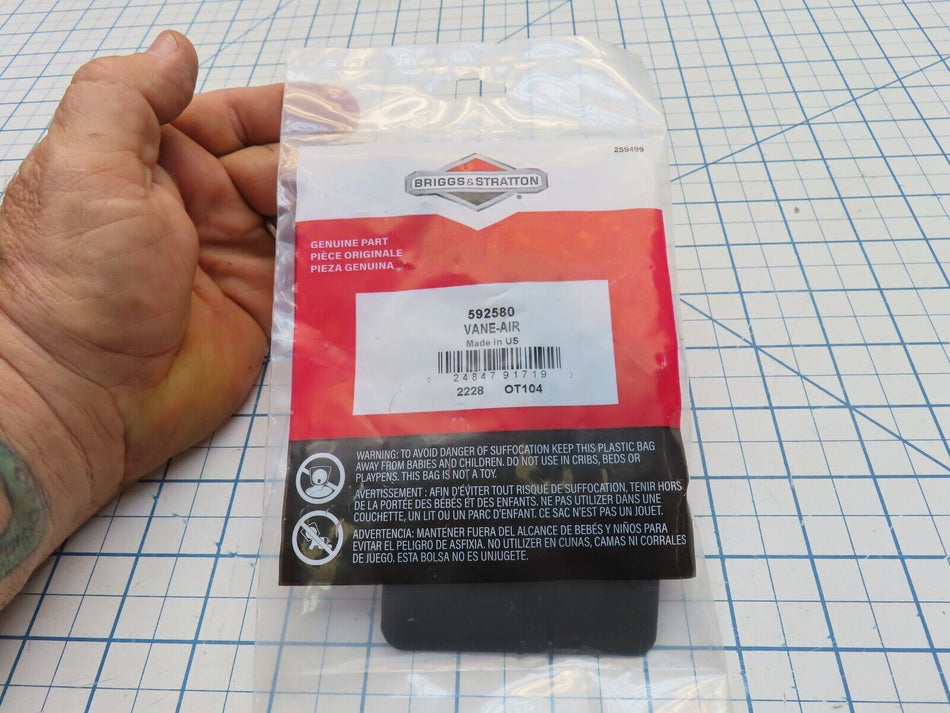 259499
BRIGGS&STRATTON
®
GENUINE PART
PIÈCE ORIGINALE
PIEZA GENUINA
592580
VANE-AIR
Made in US
0 24847 91719 2
2228 OT104
WARNING: TO AVOID DANGER OF SUFFOCATION KEEP THIS PLASTIC BAG
AWAY FROM BABIES AND CHILDREN. DO NOT USE IN CRIBS, BEDS OR
PLAYPENS. THIS BAG IS NOT A TOY.
AVERTISSEMENT : AFIN D'ÉVITER TOUT RISQUE DE SUFFOCATION, TENIR HORS
DE LA PORTÉE DES BÉBÉS ET DES ENFANTS. NE PAS UTILIZER DANS UNE
COUCHETTE, UN LIT OU UN PARC D'ENFANT. CE SAC N'EST PAS UN JOUET.
ADVERTENCIA: MANTENER FUERA DEL ALCANCE DE BEBÉS Y NIÑOS PARA
EVITAR EL PELIGRO DE ASFIXIA. NO UTILIZER EN CUNAS, CAMAS NI CORRALES
DE JUEGO. ESTA BOLSA NO ES UNJUGETE.